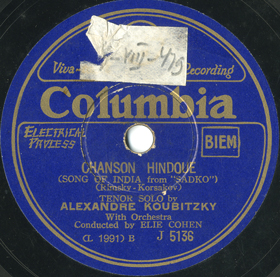 Viva-
Recording
Columbia
ELECTRICAL
PROCESS
BIEM
CHANSON HINDOUE
(SONG OF INDIA from "SADKO")
(Rimsky-Korsakov)
TENOR SOLO by
ALEXANDRE KOUBITZKY
With Orchestra
Conducted by ELIE COHEN
(L 1991) B J 5136